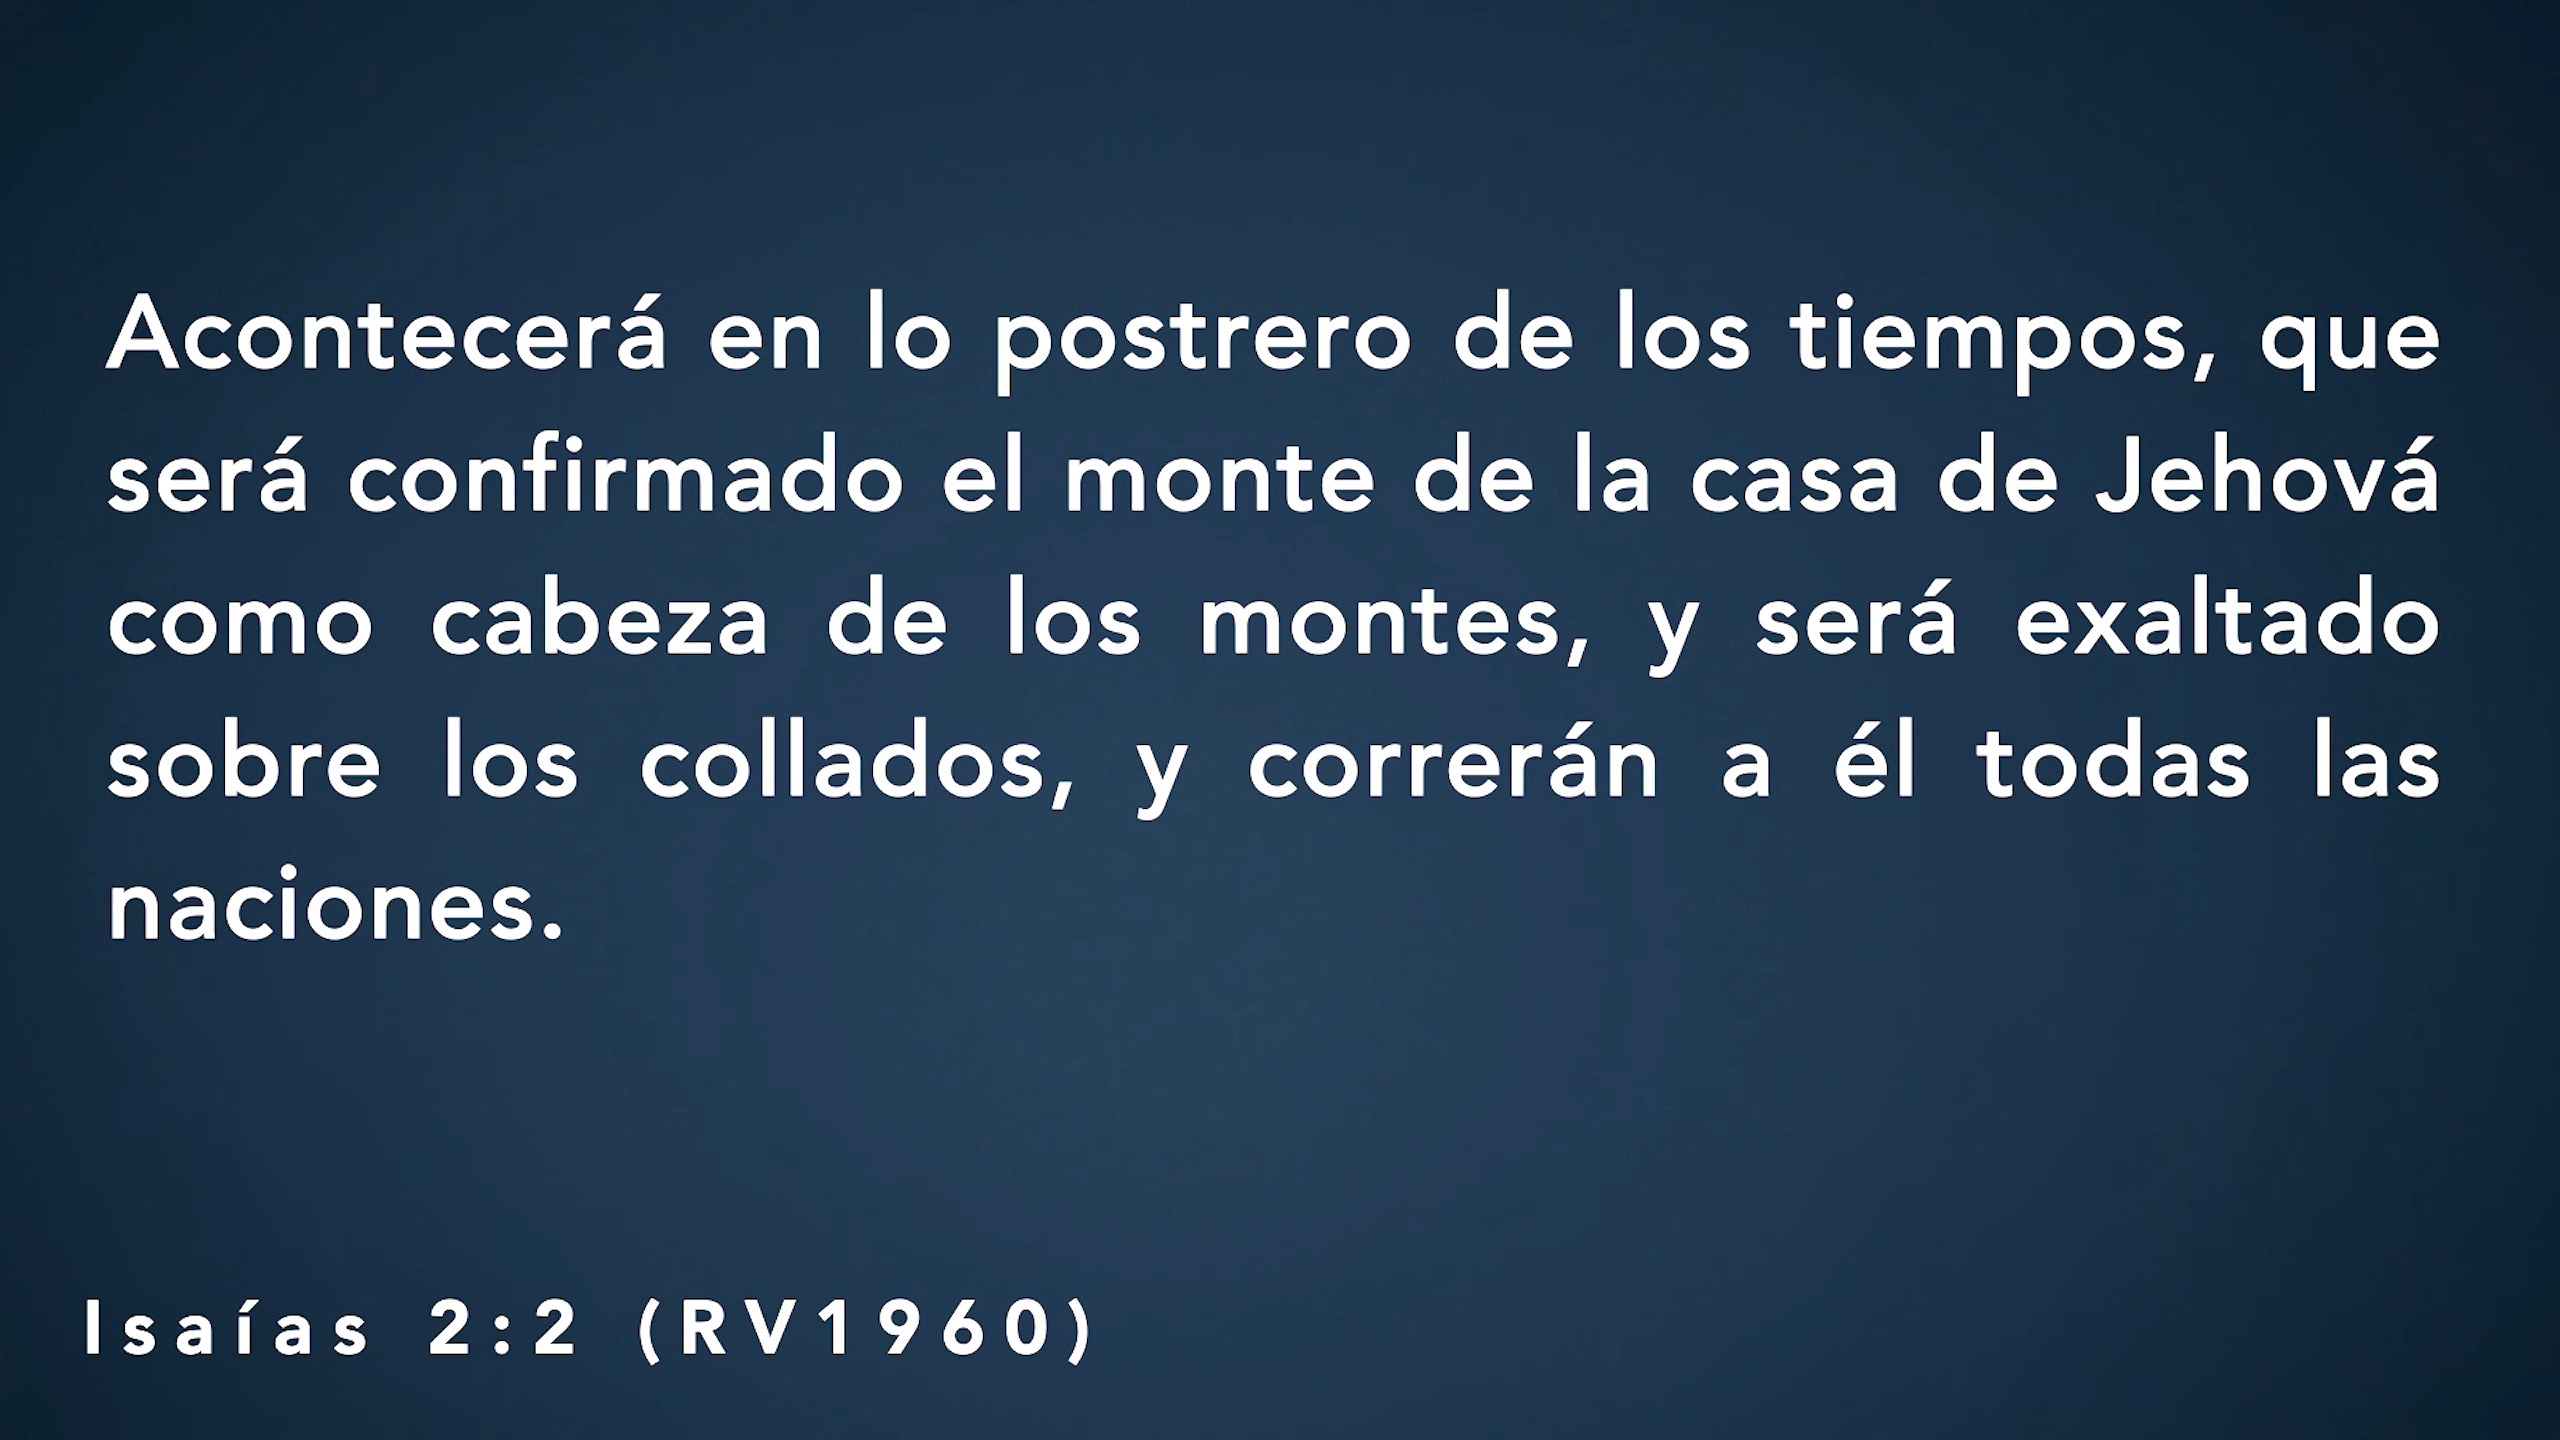 Acontecerá en lo postrero de los tiempos, que
será confirmado el monte de la casa de Jehová
como cabeza de los montes, y será exaltado
sobre los collados, y correrán a él todas las
naciones.
Isaías 2:2 (RV1960)